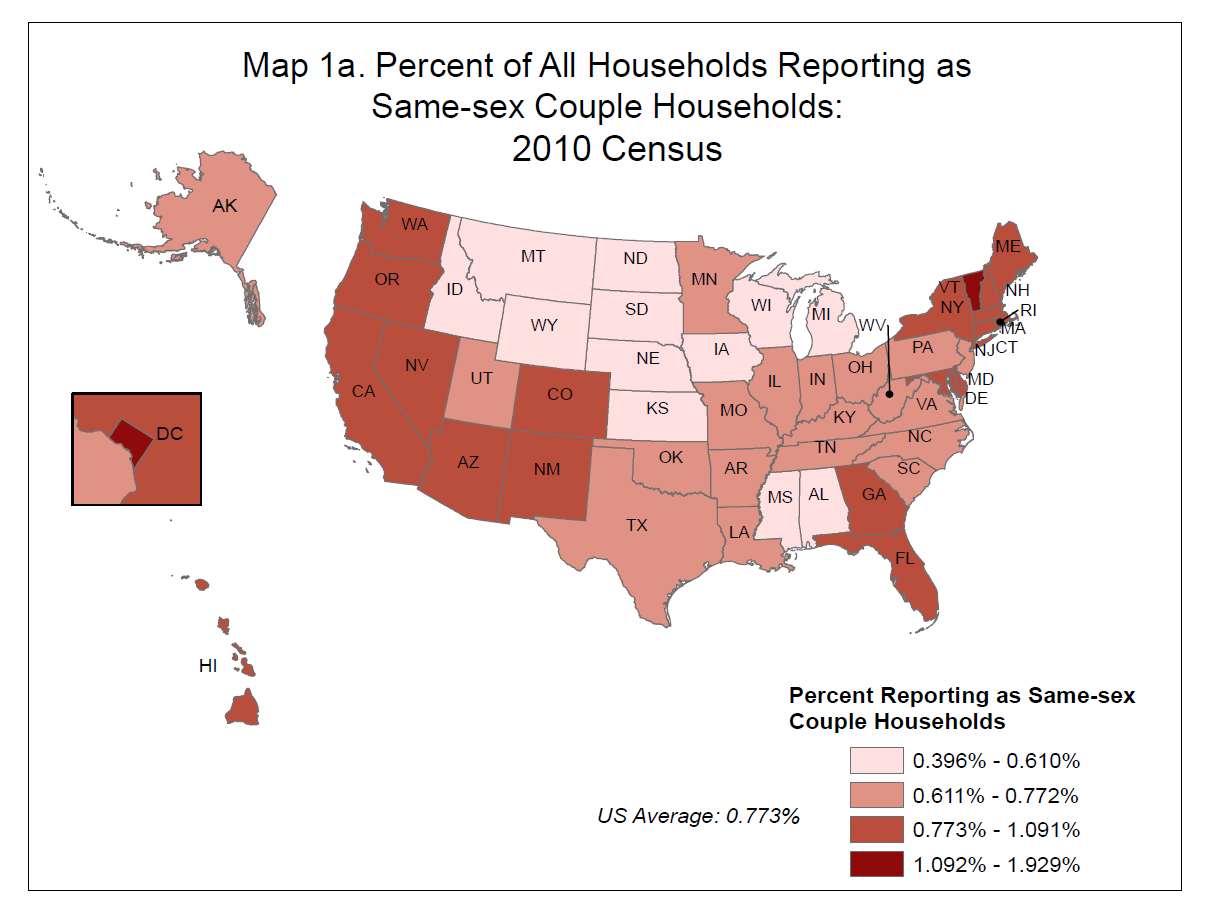 Map 1a. Percent of All Households Reporting as
Same-sex Couple Households:
2010 Census
AK
WA
MT
ND
MN
ME
OR
ID
SD
WI
MI
VT
NH
NY
RI
WY
WV
MA
NE
IA
PA
NJ
CT
NV
UT
CO
IL
IN
OH
MD
CA
KS
MO
KY
VA
DE
DC
AZ
NM
OK
AR
TN
NC
SC
TX
LA
MS
AL
GA
FL
HI
Percent Reporting as Same-sex
Couple Households
0.396% - 0.610%
0.611% - 0.772%
US Average: 0.773%
0.773% - 1.091%
1.092% - 1.929%